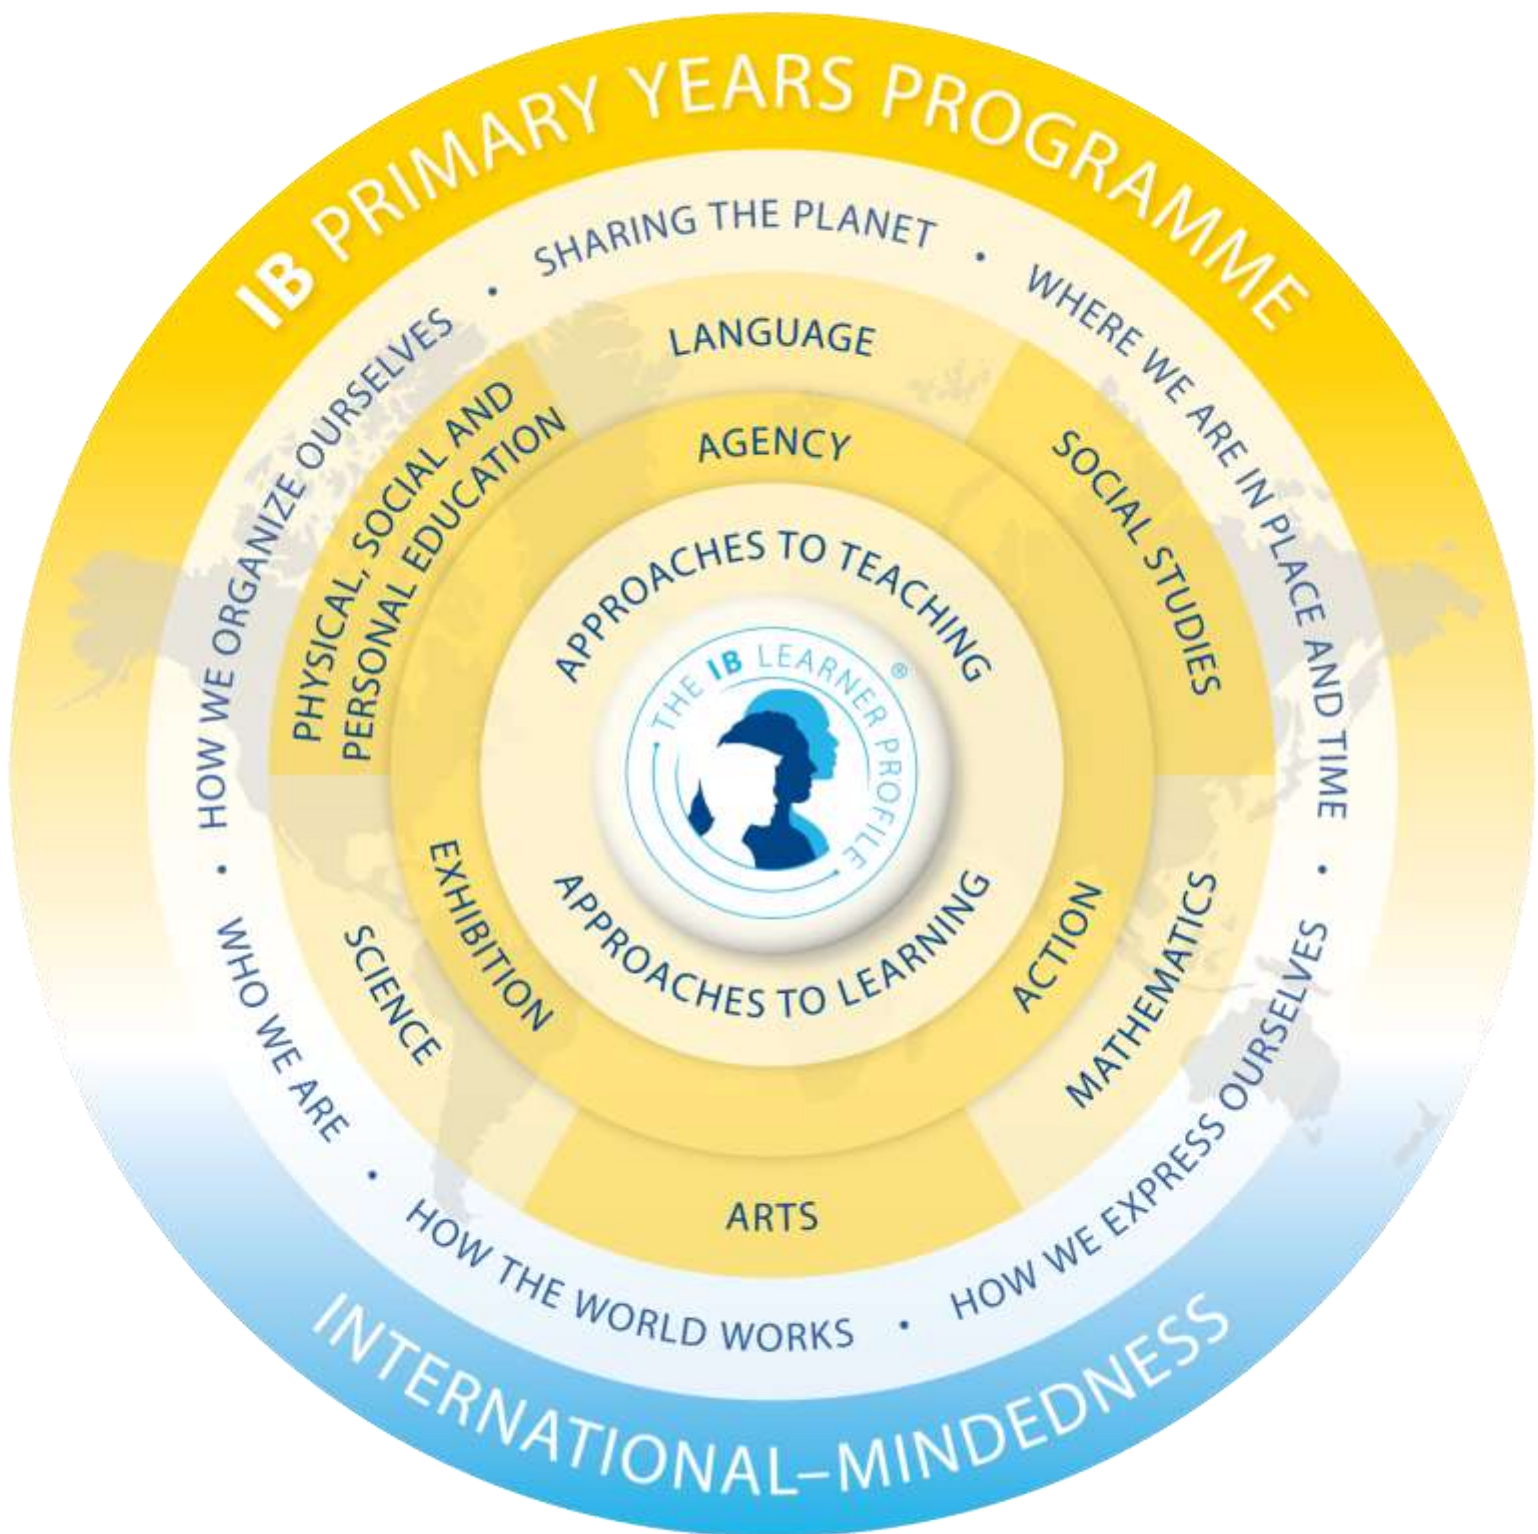 IB PRIMARY YEARS PROGRAMME
SHARING THE PLANET
•
WHERE WE ARE IN PLACE AND TIME
•
HOW WE EXPRESS OURSELVES
•
HOW THE WORLD WORKS
•
WHO WE ARE
•
HOW WE ORGANIZE OURSELVES
•
LANGUAGE
SOCIAL STUDIES
MATHEMATICS
ARTS
SCIENCE
PHYSICAL, SOCIAL AND
PERSONAL EDUCATION
AGENCY
ACTION
EXHIBITION
APPROACHES TO TEACHING
THE IB LEARNER PROFILE ®
APPROACHES TO LEARNING
INTERNATIONAL–MINDEDNESS